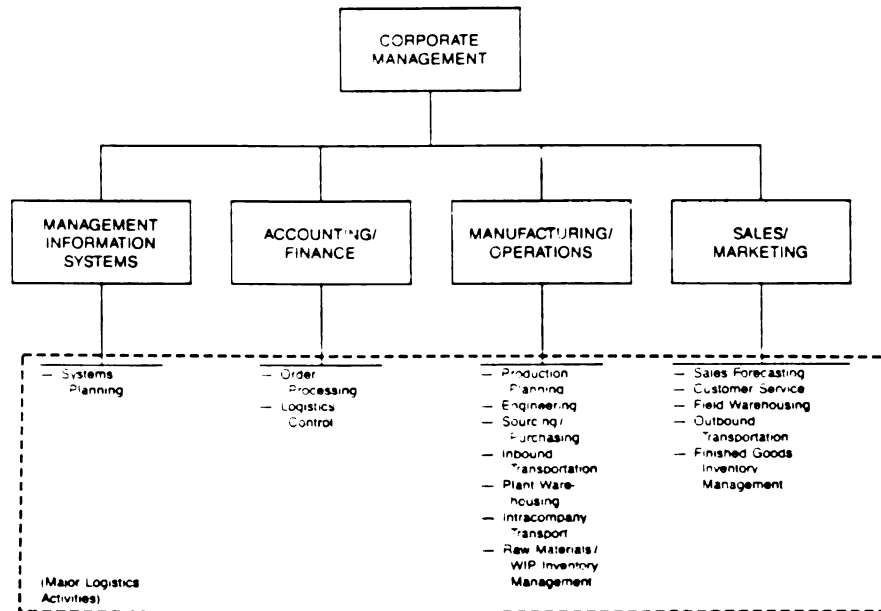 CORPORATE
MANAGEMENT
MANAGEMENT
INFORMATION
SYSTEMS
ACCOUNTING/
FINANCE
MANUFACTURING/
OPERATIONS
SALES/
MARKETING
— Systems
Planning
— Order
Processing
— Logistics
Control
— Production
Planning
— Engineering
— Sourcing/
Purchasing
— Inbound
Transportation
— Plant Ware-
housing
— Intracompany
Transport
— Raw Materials/
WIP Inventory
Management
— Sales Forecasting
— Customer Service
— Field Warehousing
— Outbound
Transportation
— Finished Goods
Inventory
Management
(Major Logistics
Activities)